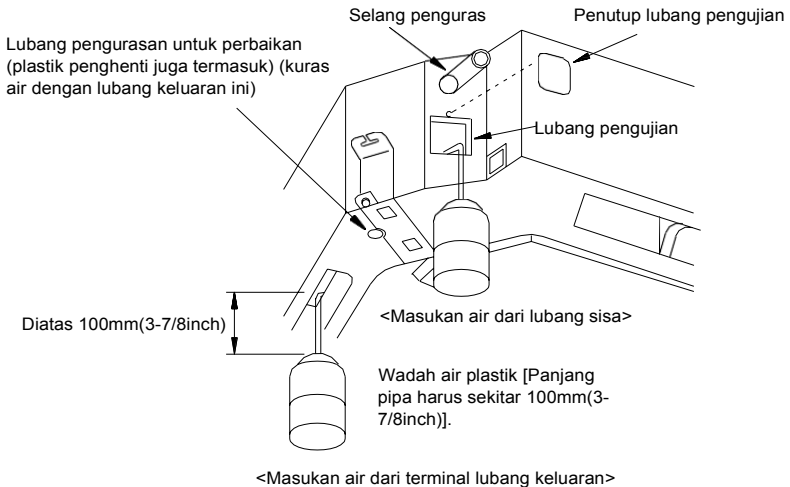 Selang penguras
Penutup lubang pengujian
Lubang pengurasan untuk perbaikan
(plastik penghenti juga termasuk) (kuras
air dengan lubang keluaran ini)
Lubang pengujian
Diatas 100mm(3-7/8inch)
<Masukan air dari lubang sisa>
Wadah air plastik [Panjang
pipa harus sekitar 100mm(3-
7/8inch)].
<Masukan air dari terminal lubang keluaran>